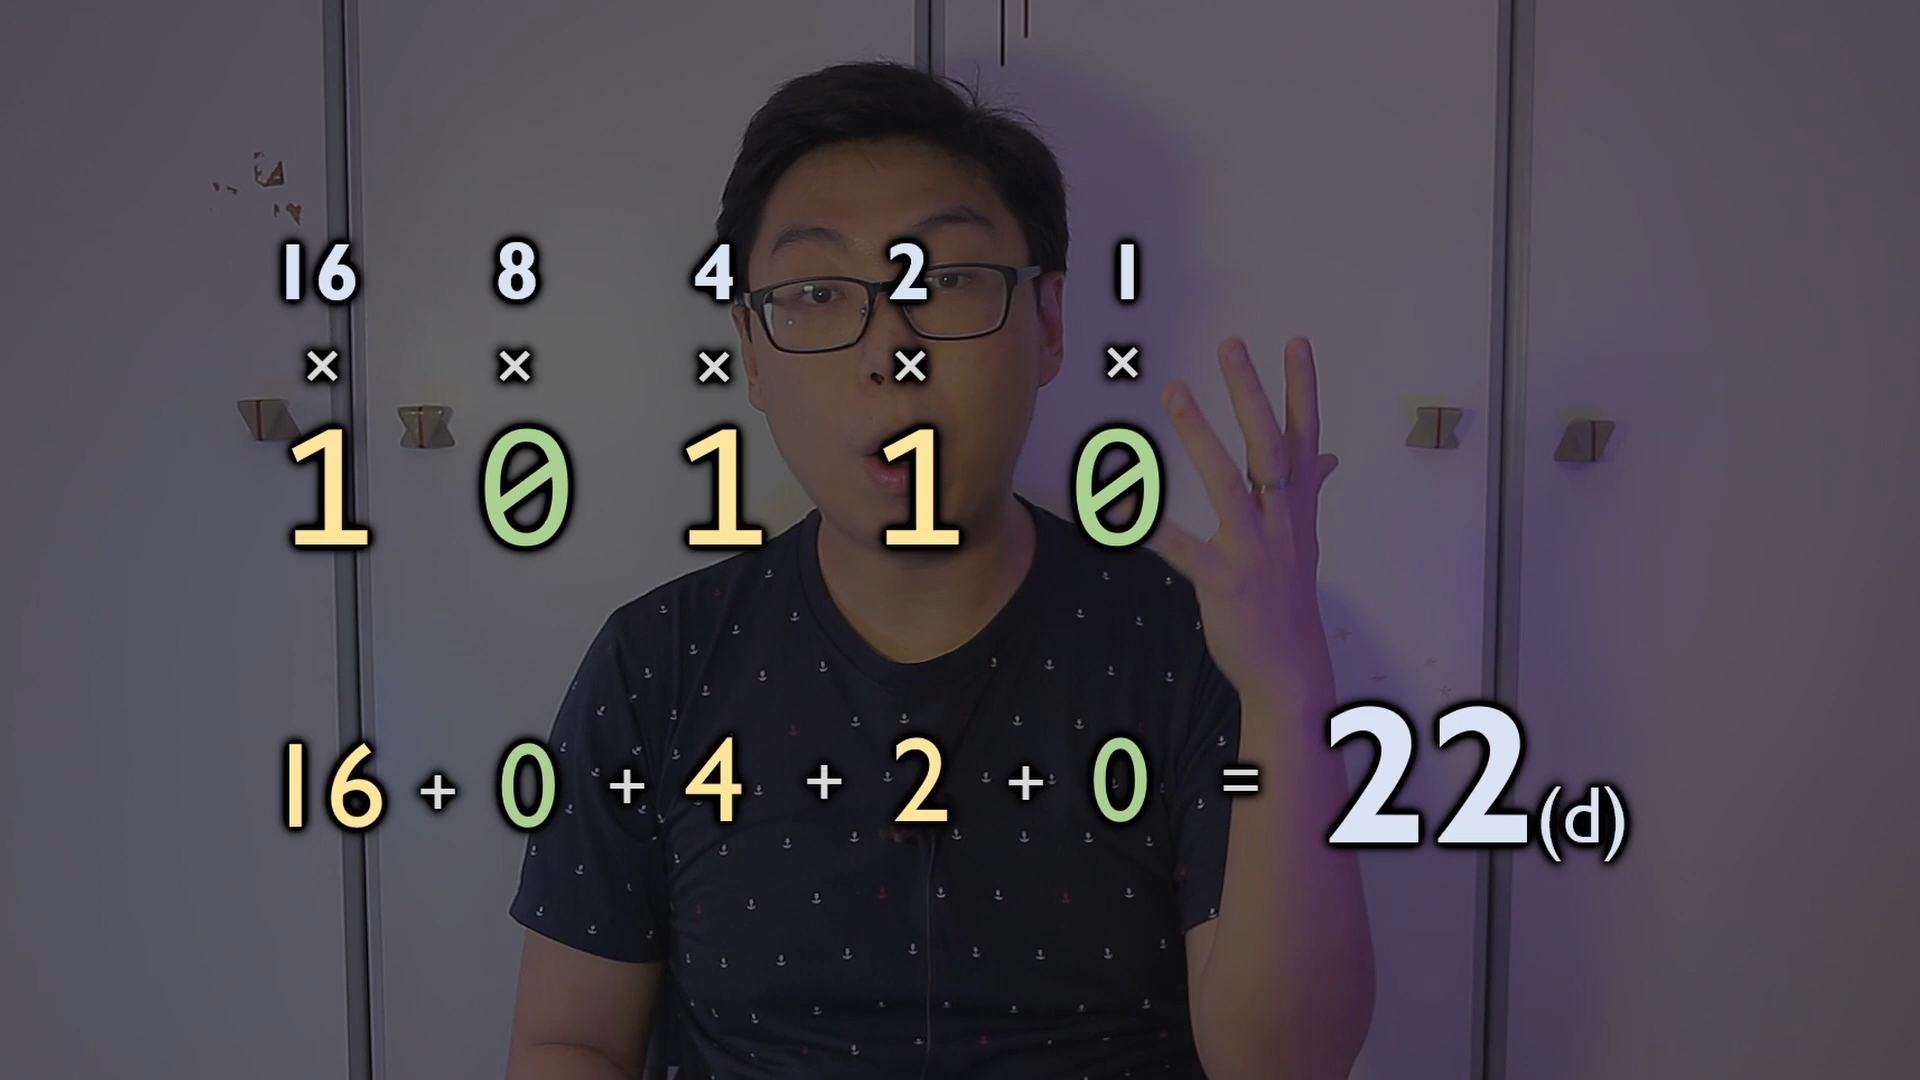 16 8 4 2 1
× × × × ×
1 0 1 1 0
16 + 0 + 4 + 2 + 0 = 22(d)